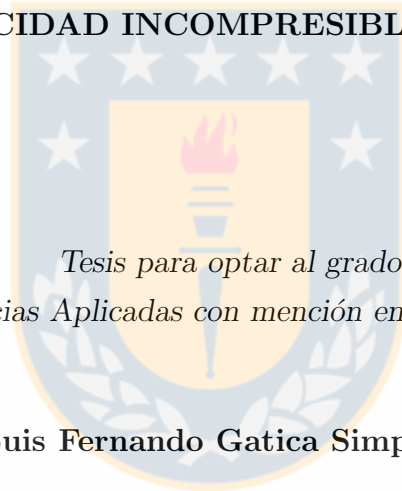 CIDAD INCOMPRESIBL
Tesis para optar al grado
cias Aplicadas con mención en
uis Fernando Gatica Simp